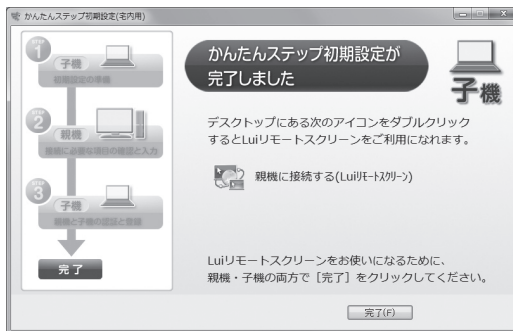 かんたんステップ初期設定(宅内用)
STEP
1
子機
初期設定の準備
STEP
2
親機
接続に必要な項目の確認と入力
STEP
3
子機
親機と子機の認証と登録
完了
かんたんステップ初期設定が
完了しました
子機
デスクトップにある次のアイコンをダブルクリック
するとLuiリモートスクリーンをご利用になれます。
親機に接続する(Luiリモートスクリーン)
Luiリモートスクリーンをお使いになるために、
親機・子機の両方で［完了］をクリックしてください。
完了(F)